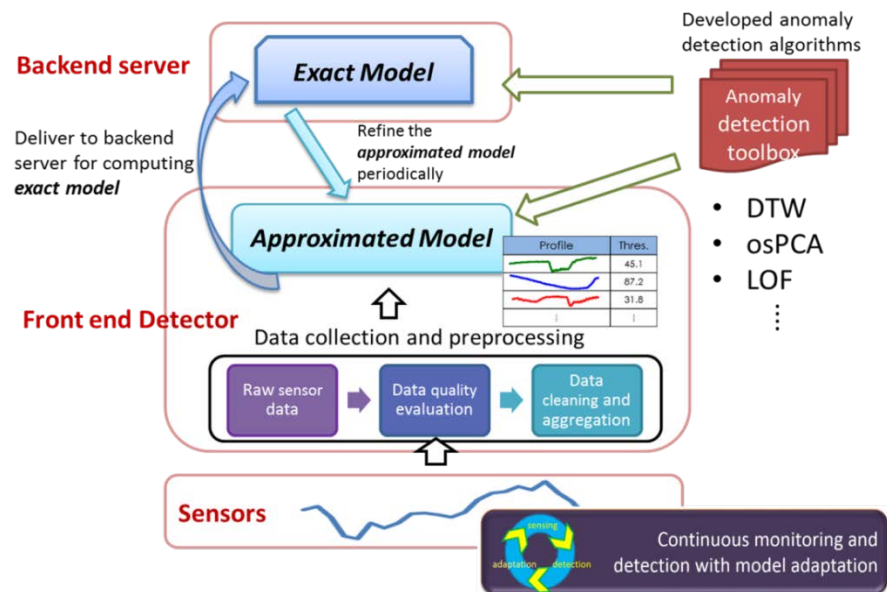 Developed anomaly
detection algorithms
Backend server
Exact Model
Anomaly
detection
toolbox
Deliver to backend
server for computing
exact model
Refine the
approximated model
periodically
• DTW
• osPCA
• LOF
⋮
Approximated Model
Profile Thres.
45.1
87.2
31.8
⋮ ⋮
Front end Detector
Data collection and preprocessing
Raw sensor
data
Data quality
evaluation
Data
cleaning and
aggregation
Sensors
sensing
adaptation
detection
Continuous monitoring and
detection with model adaptation